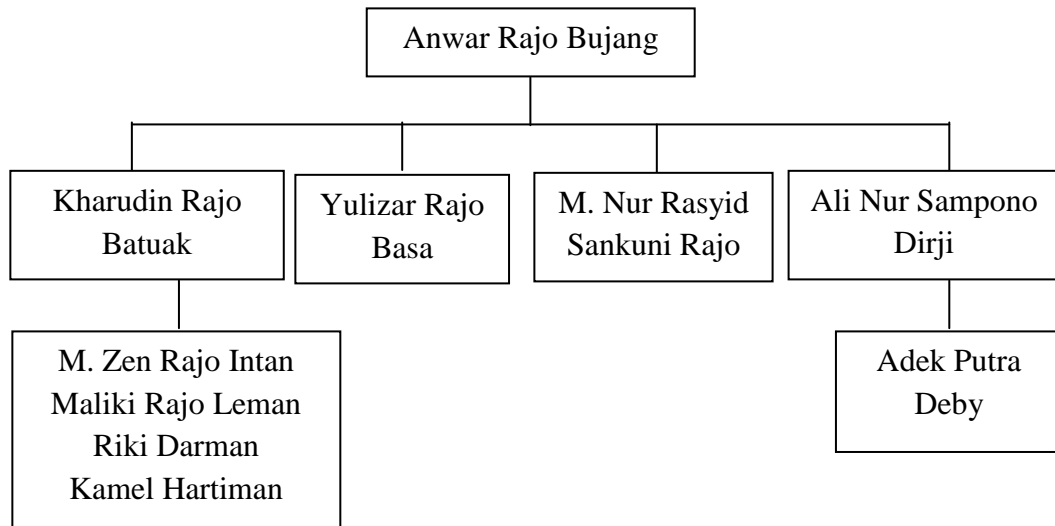 Anwar Rajo Bujang
Kharudin Rajo
Batuak
Yulizar Rajo
Basa
M. Nur Rasyid
Sankuni Rajo
Ali Nur Sampono
Dirji
M. Zen Rajo Intan
Maliki Rajo Leman
Riki Darman
Kamel Hartiman
Adek Putra
Deby